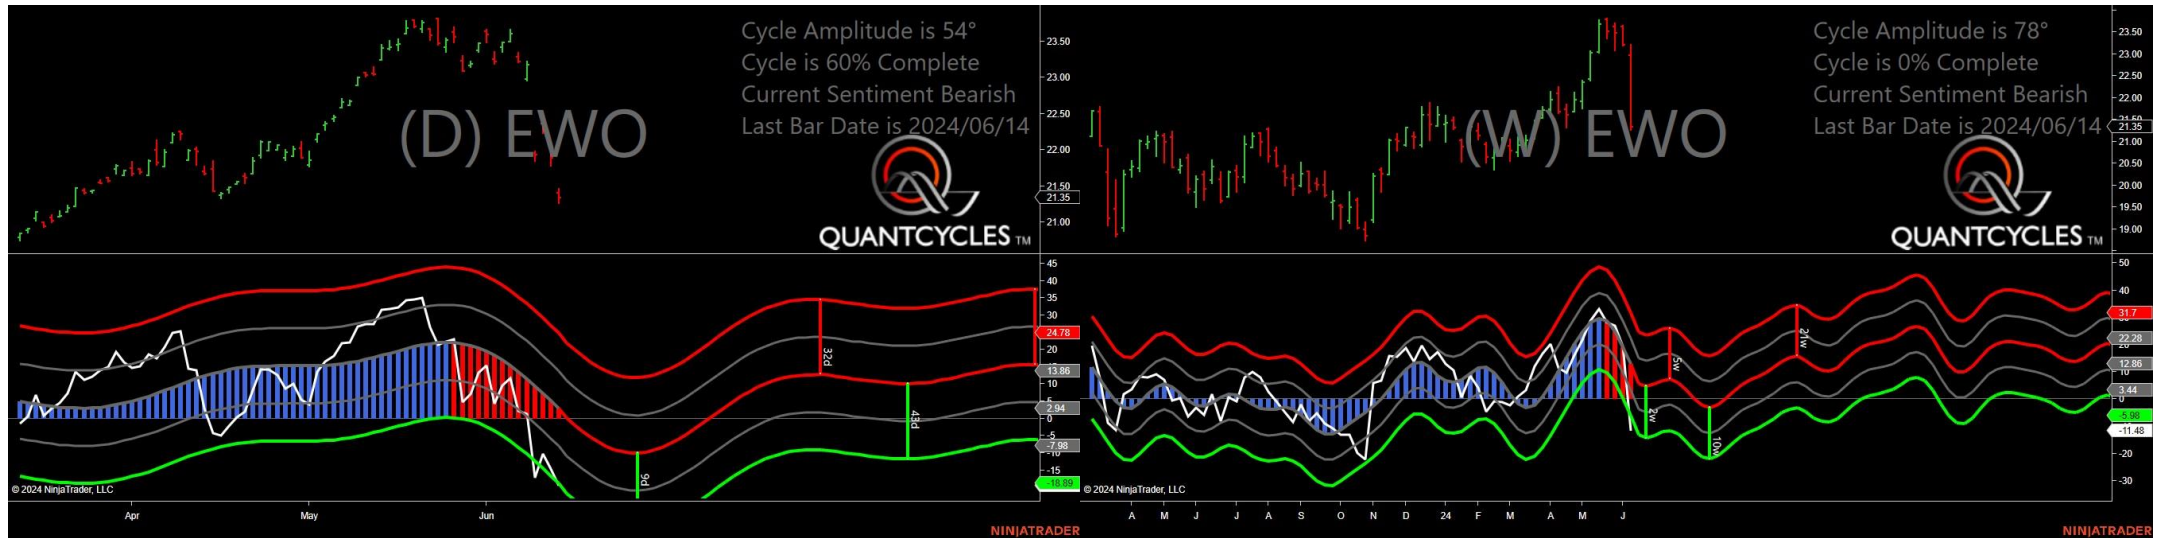 Cycle Amplitude is 54°
Cycle is 60% Complete
Current Sentiment Bearish
Last Bar Date is 2024/06/14
(D) EWO
QUANTCYCLES TM
23.50
23.00
22.50
22.00
21.50
21.35
21.00
45
40
35
30
24.78
20
13.86
10
5
2.94
0
-5
-7.98
-10
-15
-18.89
32d
43d
9d
© 2024 NinjaTrader, LLC
Apr
May
Jun
NINJATRADER
Cycle Amplitude is 78°
Cycle is 0% Complete
Current Sentiment Bearish
Last Bar Date is 2024/06/14
(W) EWO
QUANTCYCLES TM
23.50
23.00
22.50
22.00
21.50
21.35
21.00
20.50
20.00
19.50
19.00
50
40
31.7
22.28
20
12.86
10
3.44
0
-5.98
-11.48
-20
-30
5w
21w
2w
10w
© 2024 NinjaTrader, LLC
A M J J A S O N D 24 F M A M J
NINJATRADER